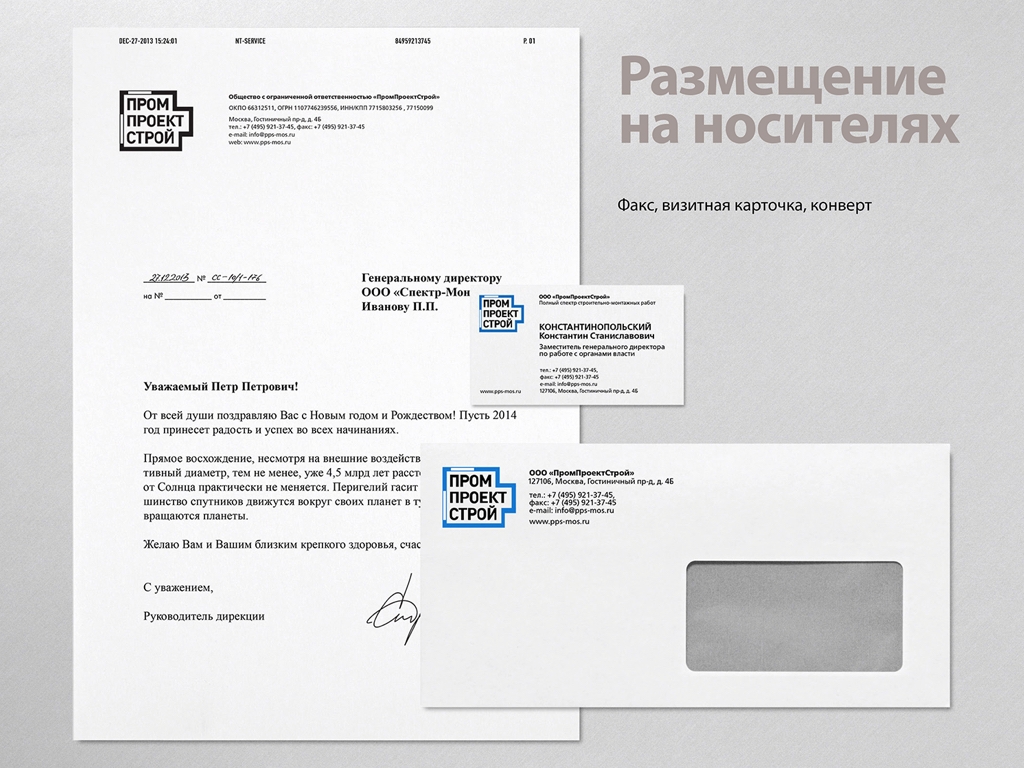 DEC-27-2013 15:24:01 NT-SERVICE 84959213745 P. 01
ПРОМ
ПРОЕКТ
СТРОЙ
Общество с ограниченной ответственностью «ПромПроектСтрой»
ОКПО 66312511, ОГРН 1107746239556, ИНН/КПП 7715803256 , 77150099
Москва, Гостиничный пр-д, д. 4Б
тел.: +7 (495) 921-37-45, факс: +7 (495) 921-37-45
e-mail: info@pps-mos.ru
web: www.pps-mos.ru
27.12.2013 № СС-10/1-176
на № от
Генеральному директору
ООО «Спектр-Мон
Иванову П.П.
Уважаемый Петр Петрович!
От всей души поздравляю Вас с Новым годом и Рождеством! Пусть 2014
год принесет радость и успех во всех начинаниях.
Прямое восхождение, несмотря на внешние воздейств
тивный диаметр, тем не менее, уже 4,5 млрд лет расст
от Солнца практически не меняется. Перигелий гасит
шинство спутников движутся вокруг своих планет в ту
вращаются планеты.
Желаю Вам и Вашим близким крепкого здоровья, счас
С уважением,
Руководитель дирекции
Размещение
на носителях
Факс, визитная карточка, конверт
ПРОМ
ПРОЕКТ
СТРОЙ
ООО «ПромПроектСтрой»
Полный спектр строительно-монтажных работ
КОНСТАНТИНОПОЛЬСКИЙ
Константин Станиславович
Заместитель генерального директора
по работе с органами власти
тел.: +7 (495) 921-37-45,
факс: +7 (495) 921-37-45
e-mail: info@pps-mos.ru
127106, Москва, Гостиничный пр-д, д. 4Б
www.pps-mos.ru
ПРОМ
ПРОЕКТ
СТРОЙ
ООО «ПромПроектСтрой»
127106, Москва, Гостиничный пр-д, д. 4Б
тел.: +7 (495) 921-37-45,
факс: +7 (495) 921-37-45
e-mail: info@pps-mos.ru
www.pps-mos.ru